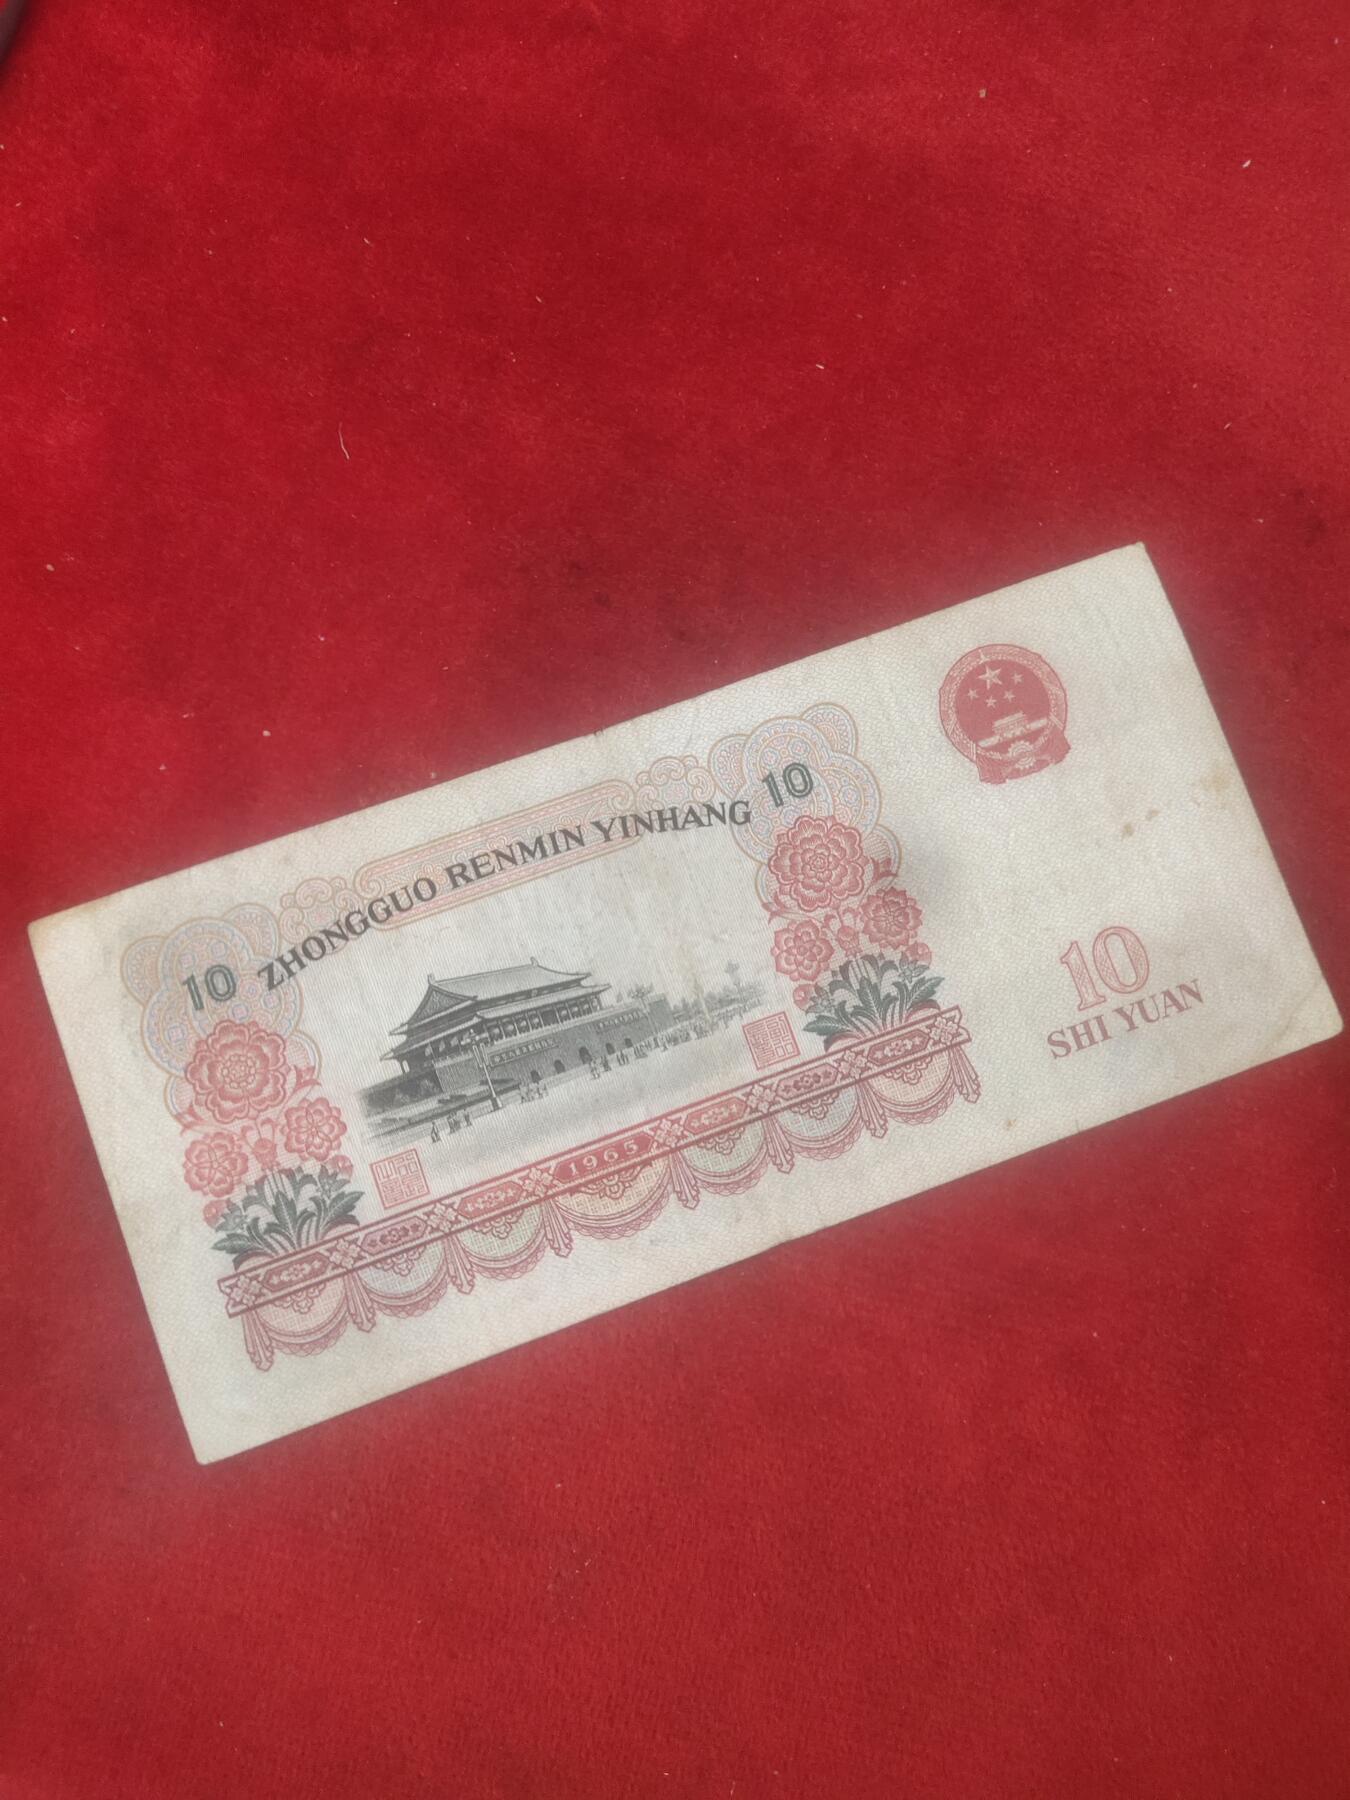 10 ZHONGGUO RENMIN YINHANG 10
1965
10
SHI YUAN